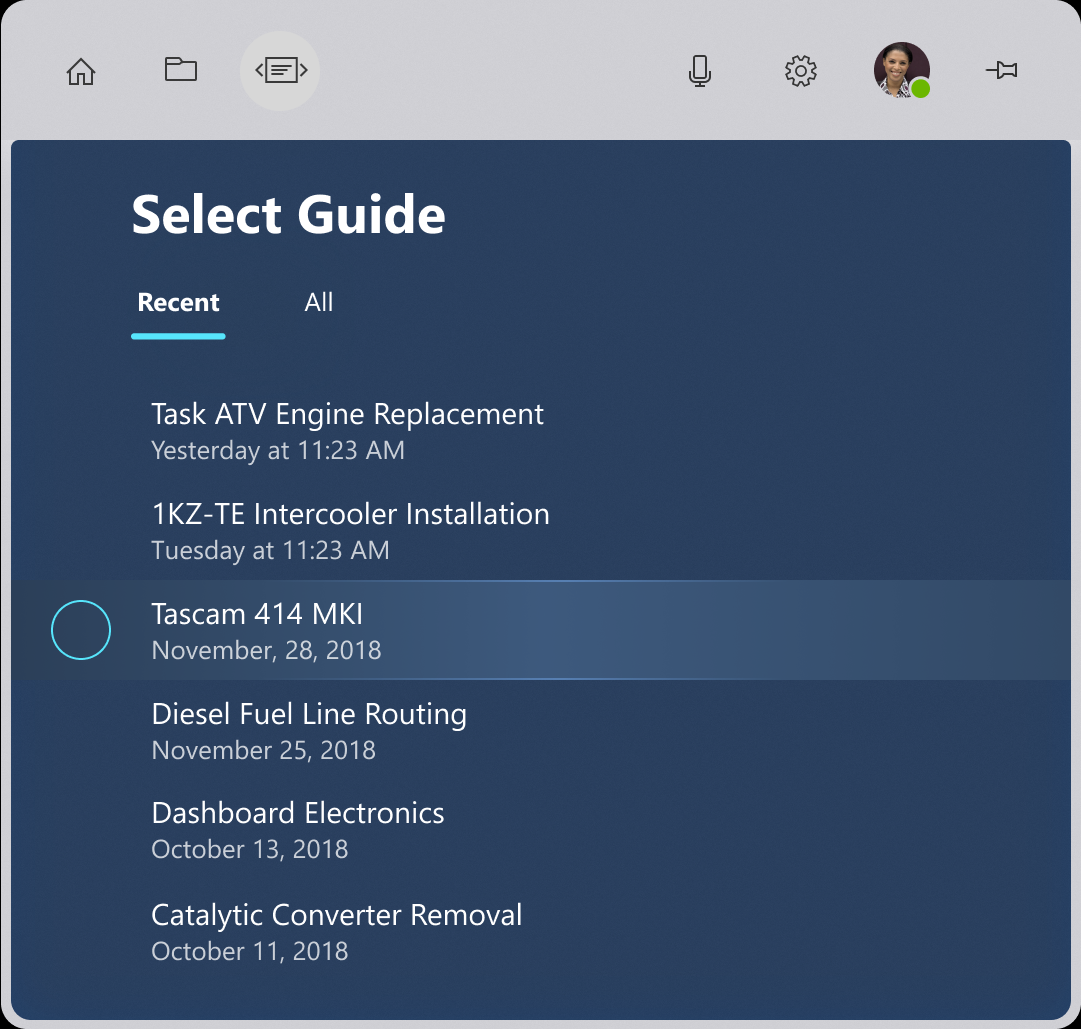 Select Guide
Recent
All
Task ATV Engine Replacement
Yesterday at 11:23 AM
1KZ-TE Intercooler Installation
Tuesday at 11:23 AM
Tascam 414 MKI
November, 28, 2018
Diesel Fuel Line Routing
November 25, 2018
Dashboard Electronics
October 13, 2018
Catalytic Converter Removal
October 11, 2018